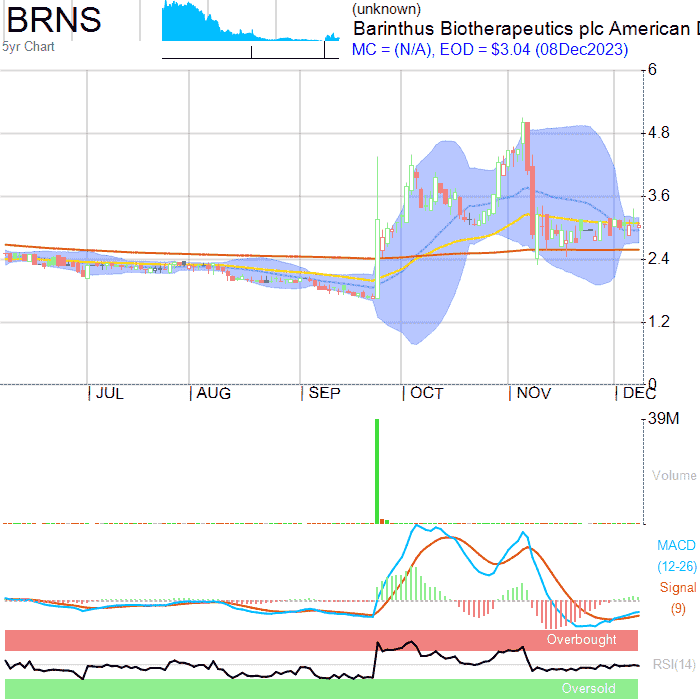 BRNS
5yr Chart
(unknown)
Barinthus Biotherapeutics plc American
MC = (N/A), EOD = $3.04 (08Dec2023)
6
4.8
3.6
2.4
1.2
0
JUL AUG SEP OCT NOV DEC
39M
Volume
MACD
(12-26)
Signal
(9)
Overbought
RSI(14)
Oversold